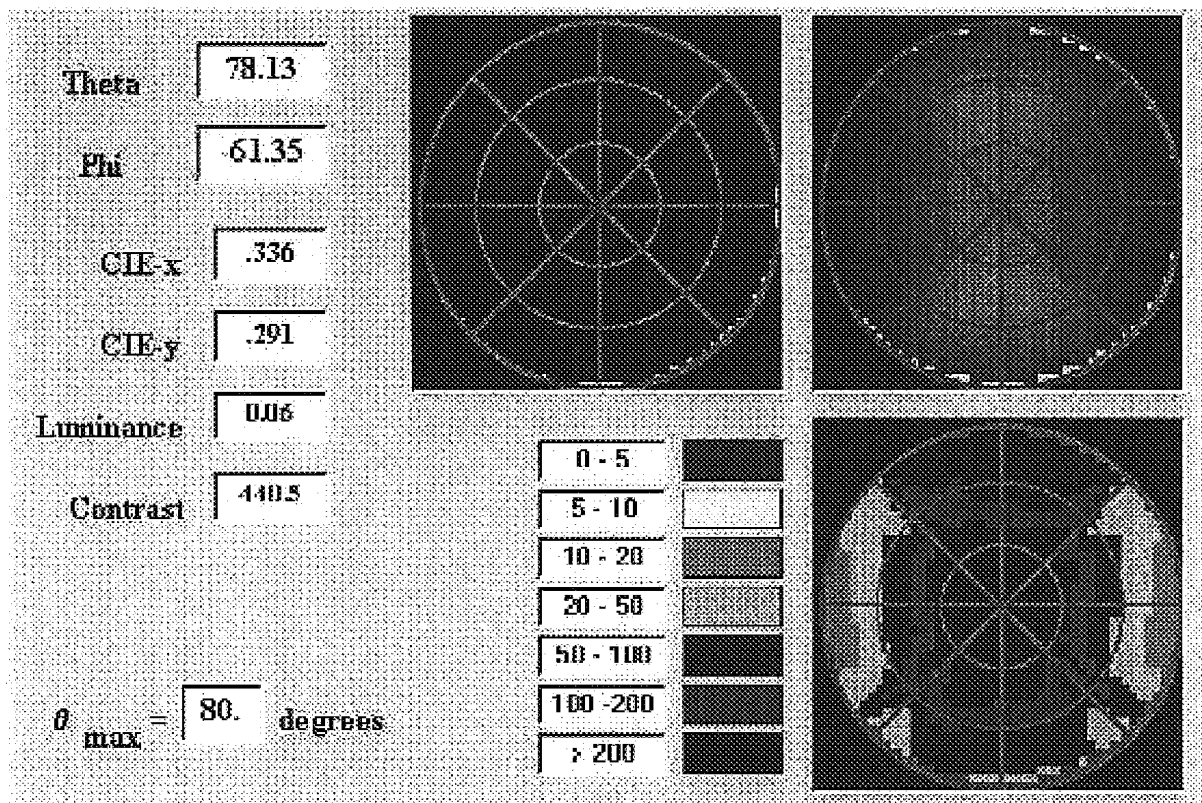 Theta 78.13
Phi -61.35
CIE-x .336
CIE-y .291
Luminance 0.06
Contrast 440.5
θ max = 80. degrees
0 - 5
5 - 10
10 - 20
20 - 50
50 - 100
100 -200
> 200